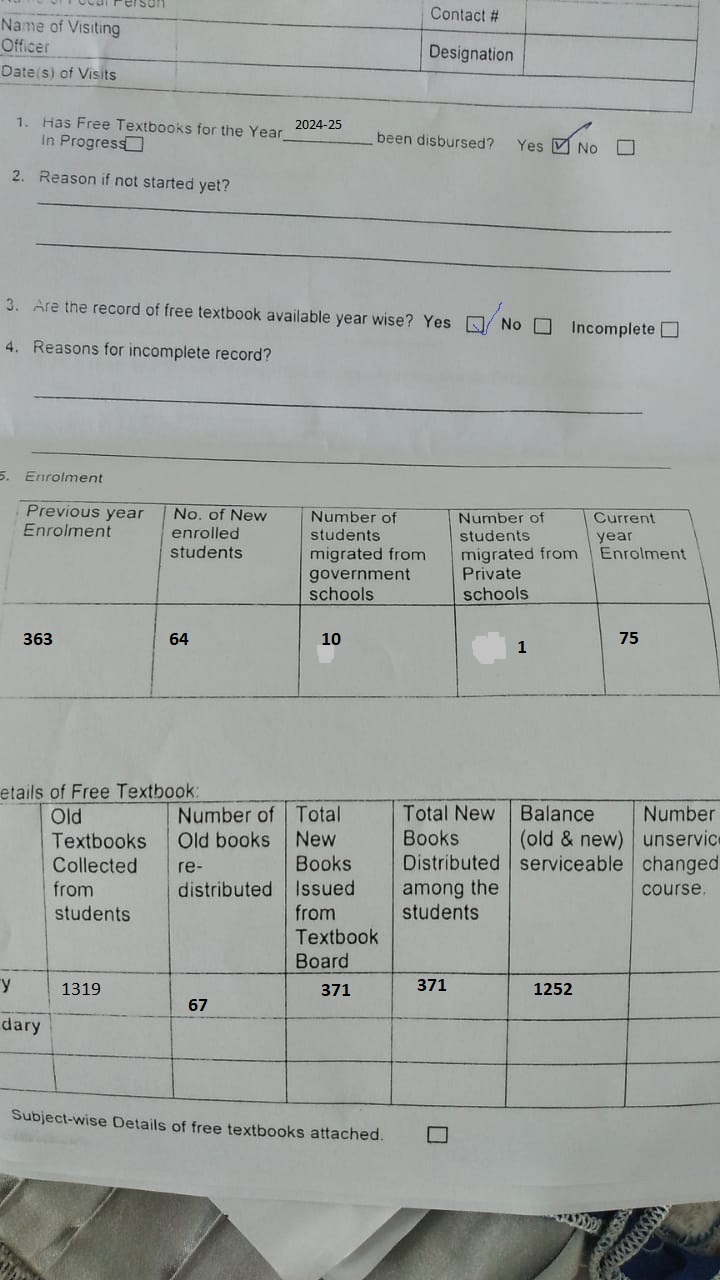 Person
Contact #
Name of Visiting
Officer
Designation
Date(s) of Visits
1. Has Free Textbooks for the Year 2024-25 been disbursed? Yes No
In Progress
2. Reason if not started yet?
3. Are the record of free textbook available year wise? Yes No Incomplete
4. Reasons for incomplete record?
5. Enrolment
Previous year
Enrolment
No. of New
enrolled
students
Number of
students
migrated from
government
schools
Number of
students
migrated from
Private
schools
Current
year
Enrolment
363 64 10 1 75
etails of Free Textbook:
Old
Textbooks
Collected
from
students
Number of
Old books
re-
distributed
Total
New
Books
Issued
from
Textbook
Board
Total New
Books
Distributed
among the
students
Balance
(old & new)
serviceable
Number
unservice
changed
course.
y 1319 67 371 371 1252
dary
Subject-wise Details of free textbooks attached.